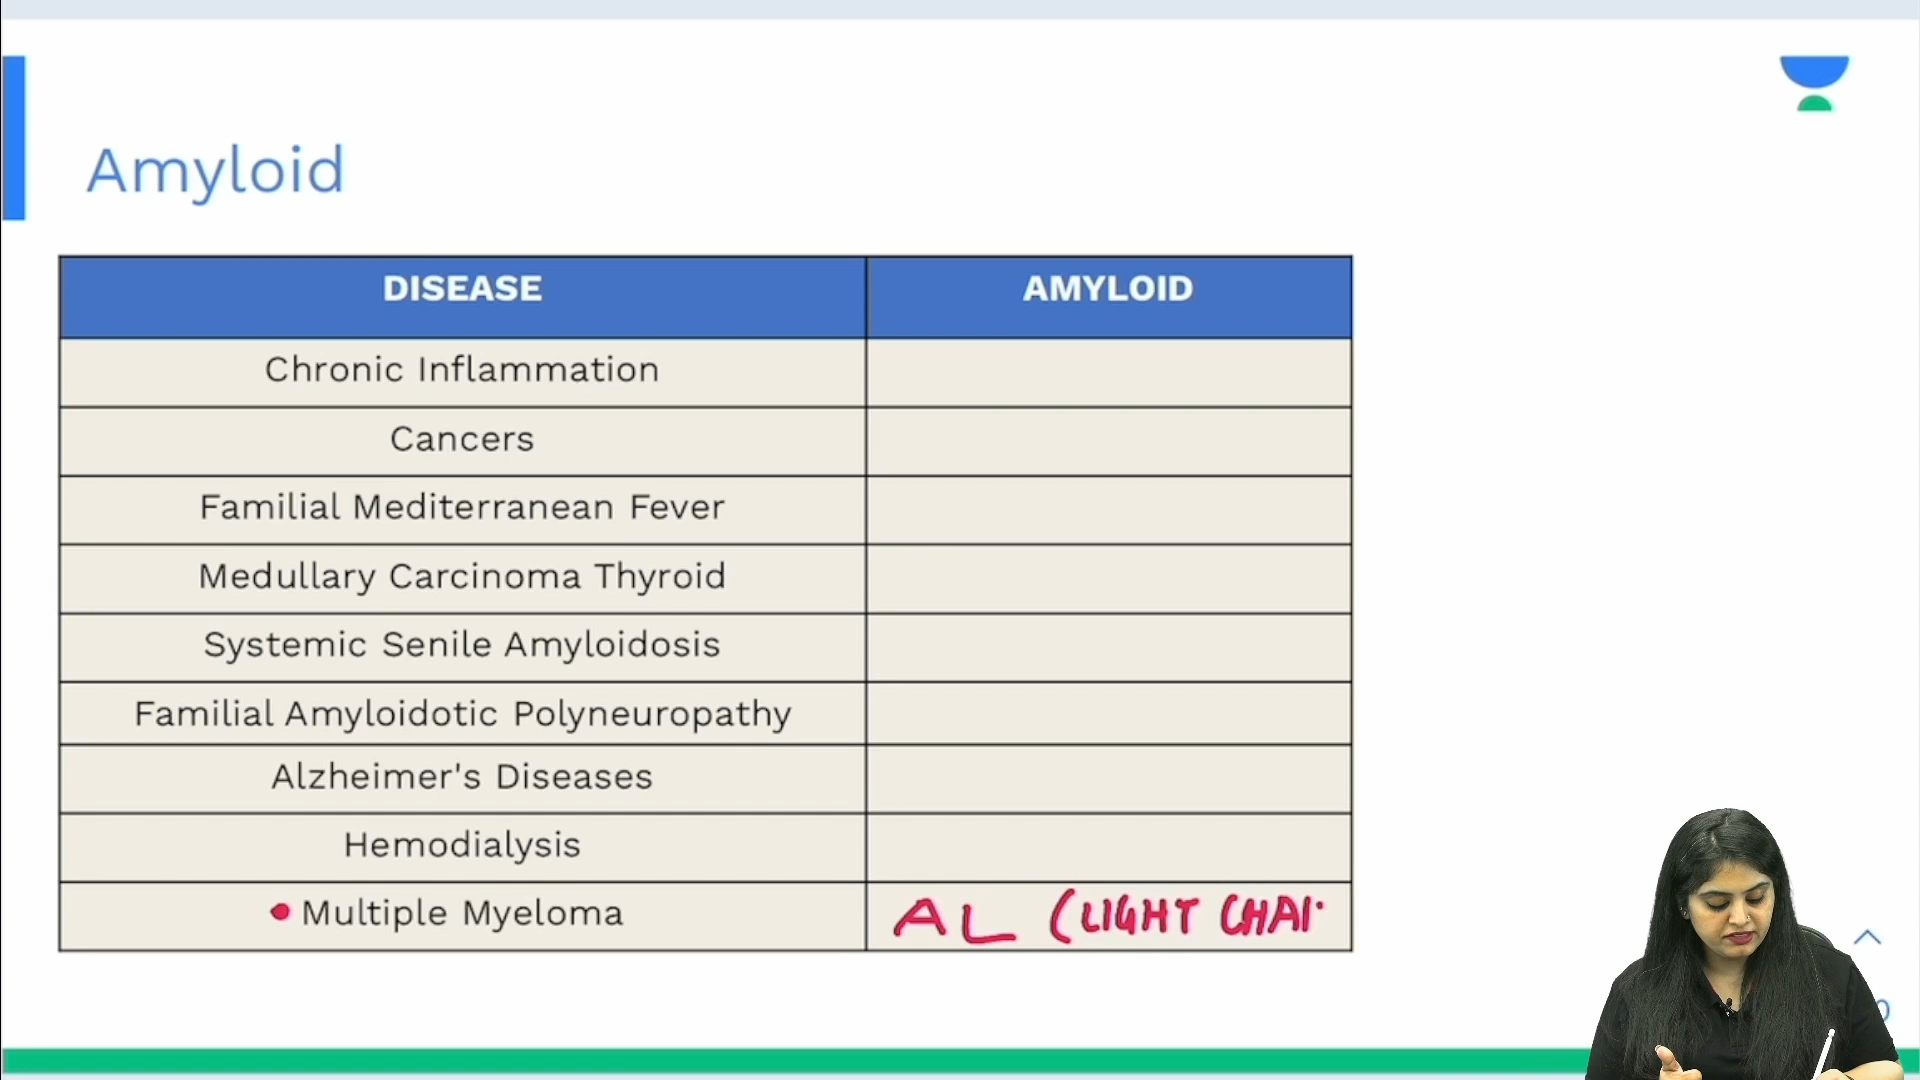 Amyloid
DISEASE AMYLOID
Chronic Inflammation
Cancers
Familial Mediterranean Fever
Medullary Carcinoma Thyroid
Systemic Senile Amyloidosis
Familial Amyloidotic Polyneuropathy
Alzheimer's Diseases
Hemodialysis
• Multiple Myeloma AL (LIGHT CHAI